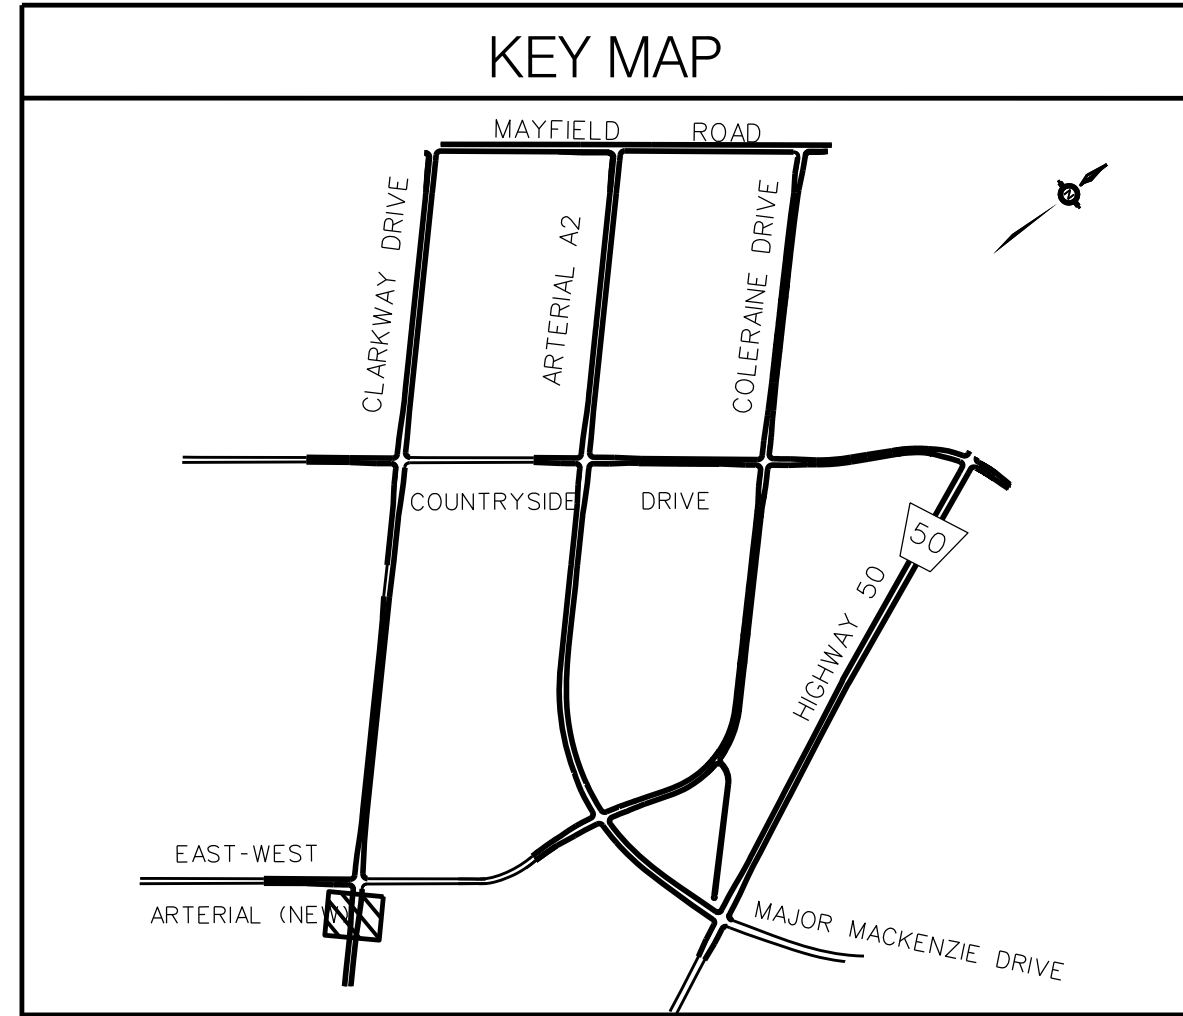 KEY MAP
MAYFIELD ROAD
N
CLARKWAY DRIVE
ARTERIAL A2
COLERAINE DRIVE
COUNTRYSIDE DRIVE
50
HIGHWAY 50
EAST-WEST
ARTERIAL (NEW)
MAJOR MACKENZIE DRIVE